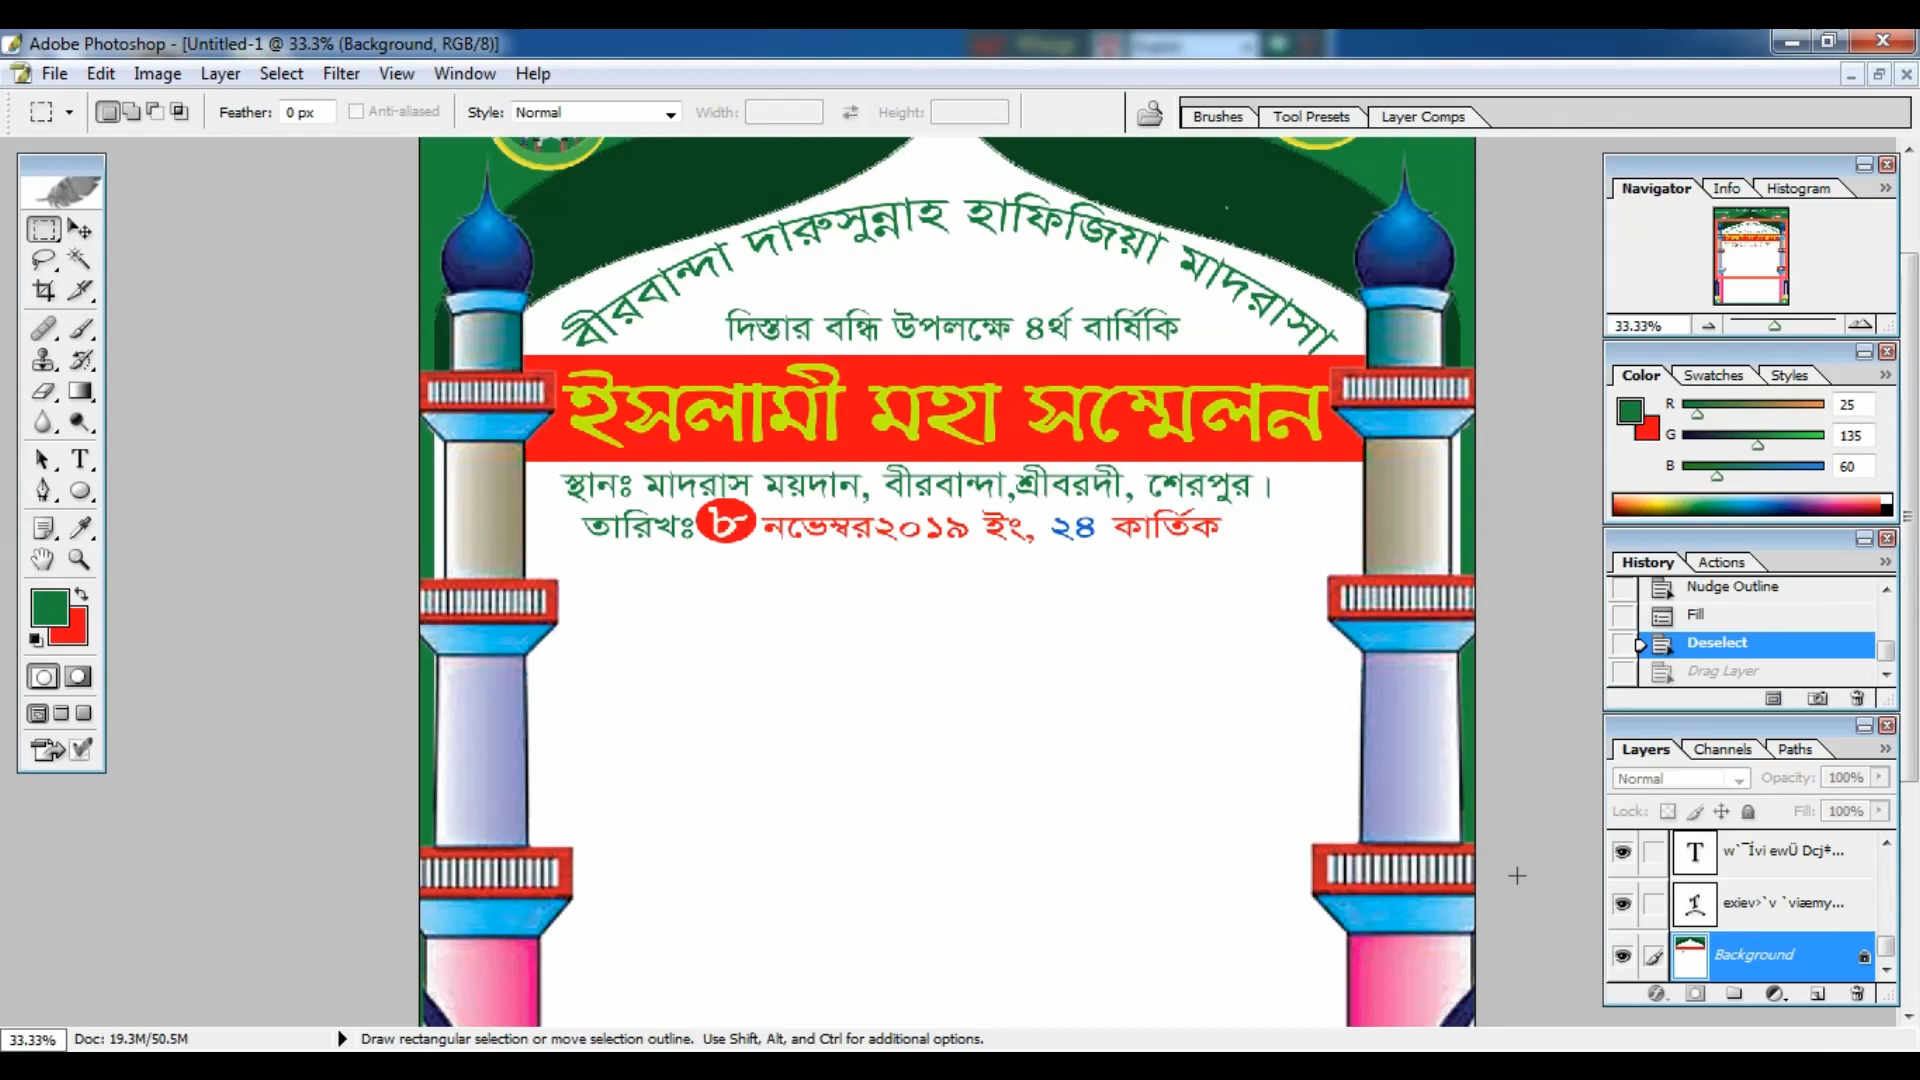 Adobe Photoshop - [Untitled-1 @ 33.3% (Background, RGB/8)]
File Edit Image Layer Select Filter View Window Help
Feather: 0 px Anti-aliased Style: Normal Width: Height: Brushes Tool Presets Layer Comps
বীরবান্দা দারুসুন্নাহ হাফিজিয়া মাদরাসা
দিস্তার বন্ধি উপলক্ষে ৪র্থ বার্ষিকি
ইসলামী মহা সম্মেলন
স্থানঃ মাদরাস ময়দান, বীরবান্দা,শ্রীবরদী, শেরপুর।
তারিখঃ ৮ নভেম্বর২০১৯ ইং, ২৪ কার্তিক
Navigator Info Histogram
33.33%
Color Swatches Styles
R 25
G 135
B 60
History Actions
Nudge Outline
Fill
Deselect
Drag Layer
Layers Channels Paths
Normal Opacity: 100%
Lock: Fill: 100%
w`¯Ívi ewÜ Dcj‡...
exiev›`v `viæmy...
Background
33.33% Doc: 19.3M/50.5M Draw rectangular selection or move selection outline. Use Shift, Alt, and Ctrl for additional options.